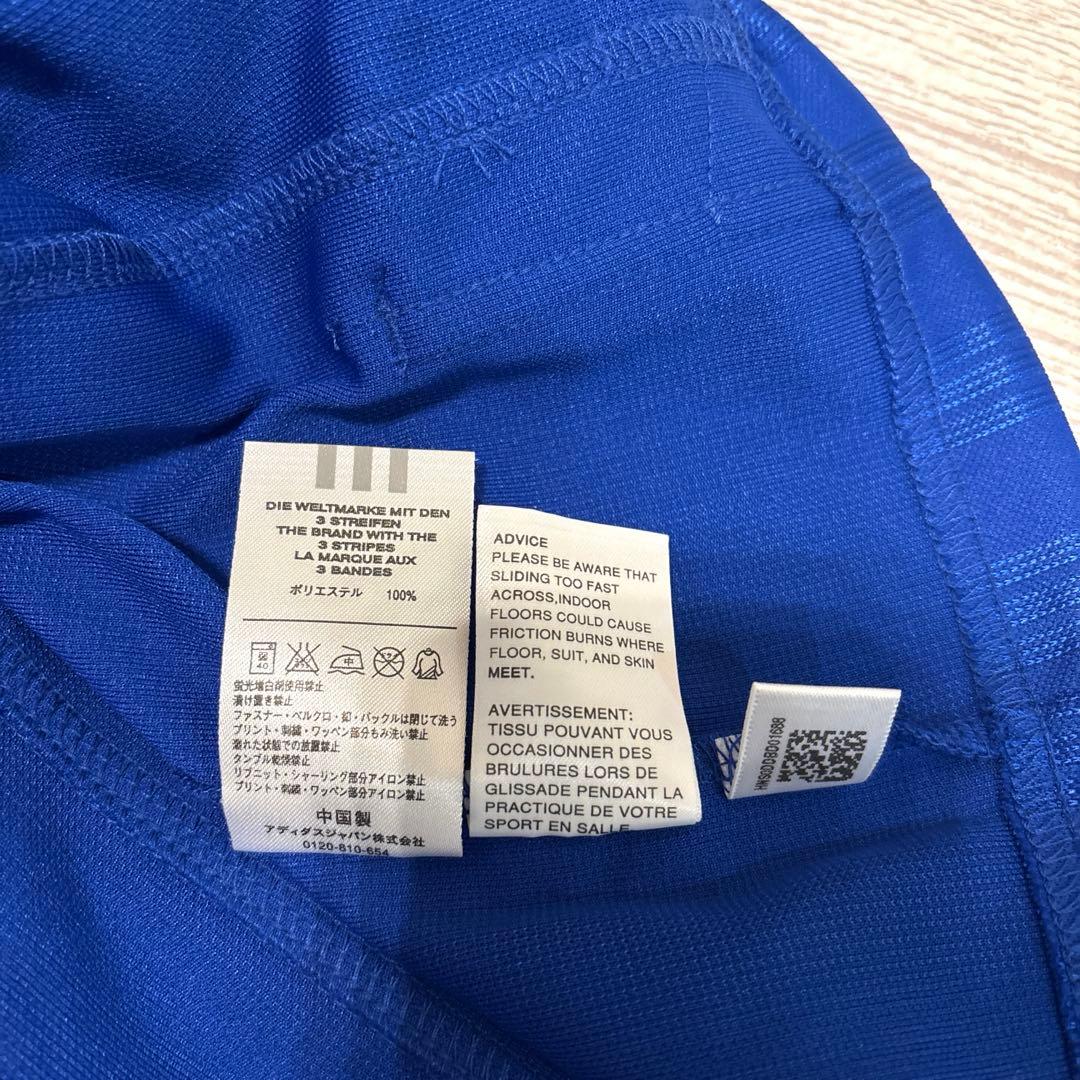 DIE WELTMARKE MIT DEN
3 STREIFEN
THE BRAND WITH THE
3 STRIPES
LA MARQUE AUX
3 BANDES
ポリエステル 100%
40
中
蛍光増白剤使用禁止
漬け置き禁止
ファスナー・ベルクロ・釦・バックルは閉じて洗う
プリント・刺繍・ワッペン部分もみ洗い禁止
濡れた状態での放置禁止
タンブル乾燥禁止
リブニット・シャーリング部分アイロン禁止
プリント・刺繍・ワッペン部分アイロン禁止
中国製
アディダスジャパン株式会社
0120-810-654
ADVICE
PLEASE BE AWARE THAT
SLIDING TOO FAST
ACROSS,INDOOR
FLOORS COULD CAUSE
FRICTION BURNS WHERE
FLOOR, SUIT, AND SKIN
MEET.
AVERTISSEMENT:
TISSU POUVANT VOUS
OCCASIONNER DES
BRULURES LORS DE
GLISSADE PENDANT LA
PRACTIQUE DE VOTRE
SPORT EN SALLE
HNS0DD8D01688